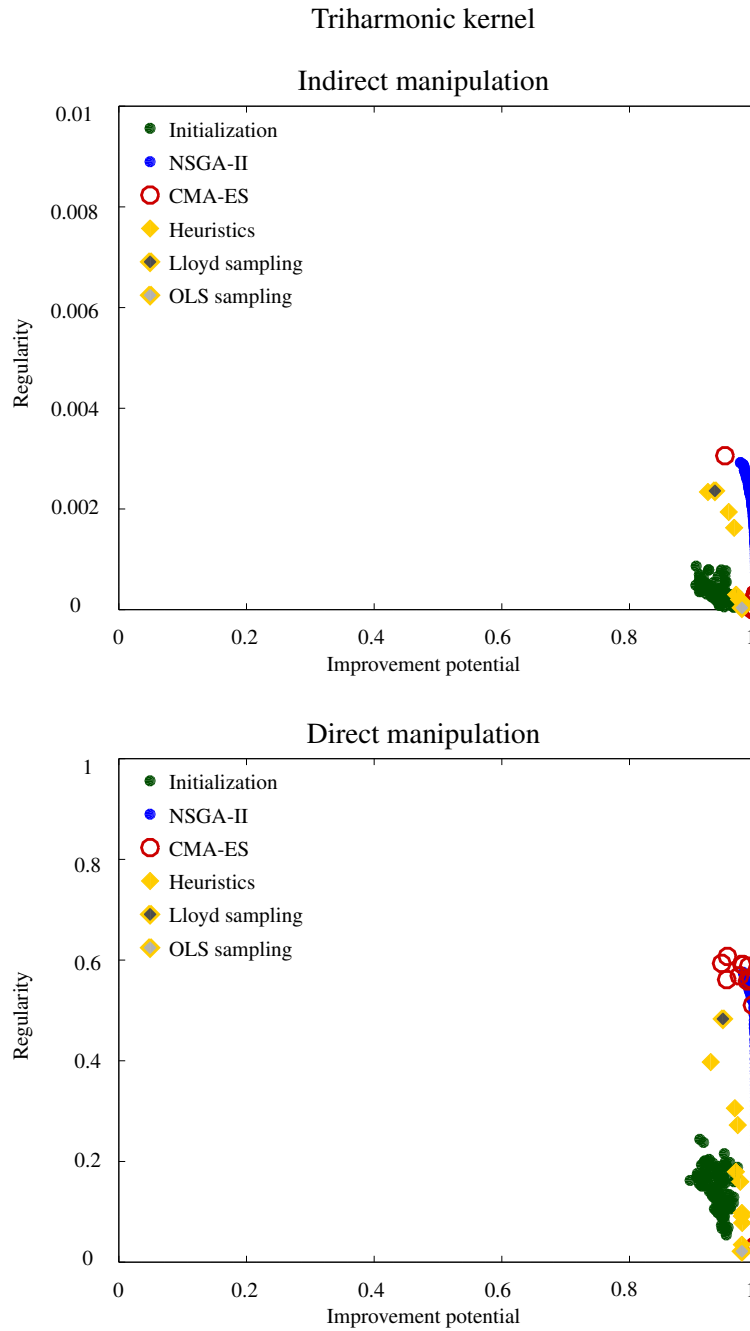 Triharmonic kernel
Indirect manipulation
0.01
0.008
0.006
0.004
0.002
0
Regularity
Initialization
NSGA-II
CMA-ES
Heuristics
Lloyd sampling
OLS sampling
0 0.2 0.4 0.6 0.8 1
Improvement potential
Direct manipulation
1
0.8
0.6
0.4
0.2
0
Regularity
Initialization
NSGA-II
CMA-ES
Heuristics
Lloyd sampling
OLS sampling
0 0.2 0.4 0.6 0.8 1
Improvement potential